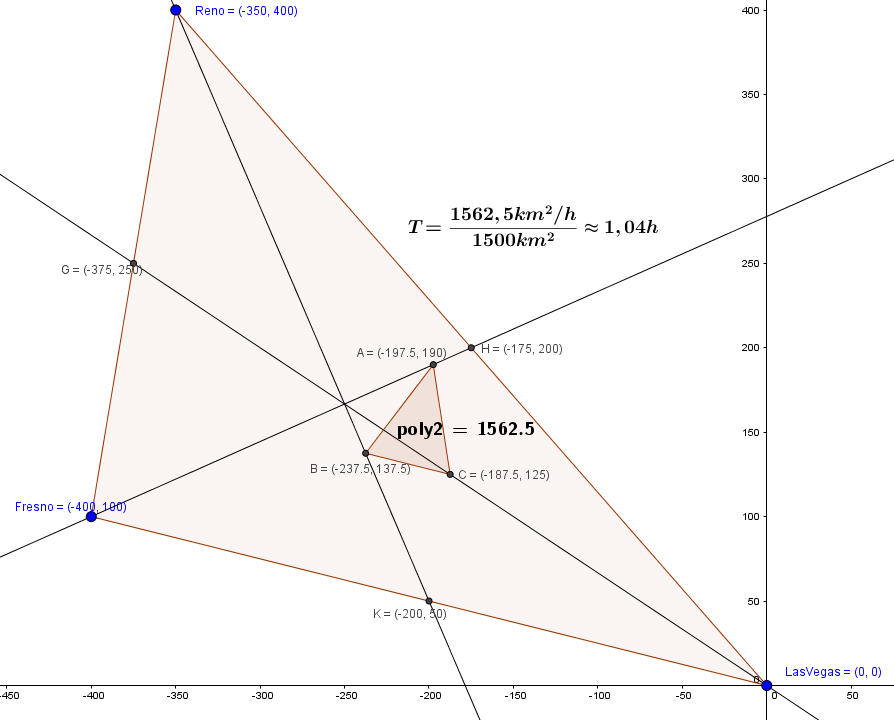 400
Reno = (-350, 400)
350
300
T = 1562, 5km²/h / 1500km² ≈ 1, 04h
G = (-375, 250)
250
A = (-197.5, 190)
H = (-175, 200)
200
poly2 = 1562.5
150
B = (-237.5, 137.5)
C = (-187.5, 125)
Fresno = (-400, 100)
100
K = (-200, 50)
50
LasVegas = (0, 0)
0
-450 -400 -350 -300 -250 -200 -150 -100 -50 0 50